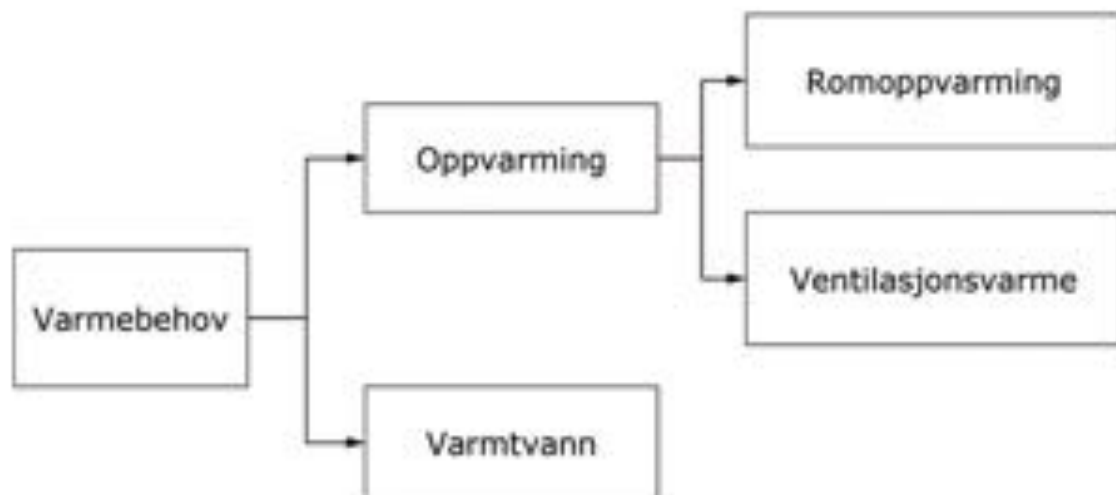 Romoppvarming
Oppvarming
Ventilasjonsvarme
Varmebehov
Varmtvann